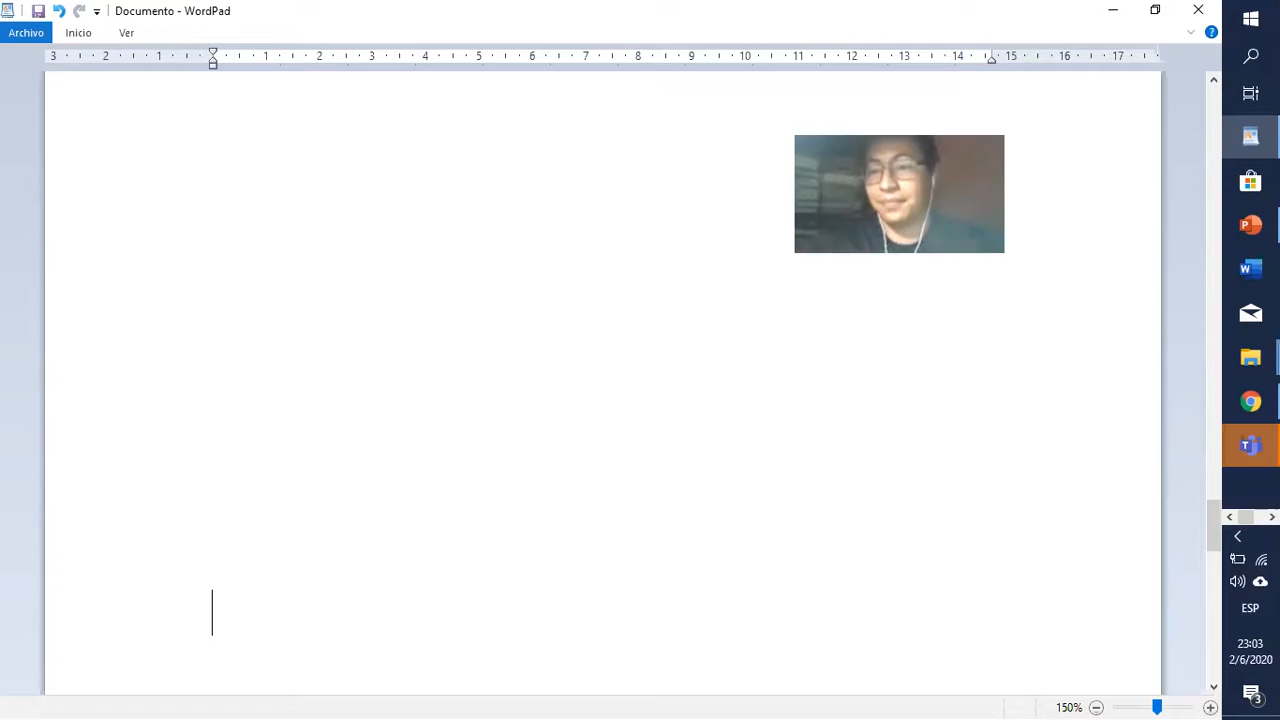 Documento - WordPad
Archivo
Inicio
Ver
3 2 1 1 2 3 4 5 6 7 8 9 10 11 12 13 14 15 16 17
P
W
T
ESP
23:03
2/6/2020
3
150%